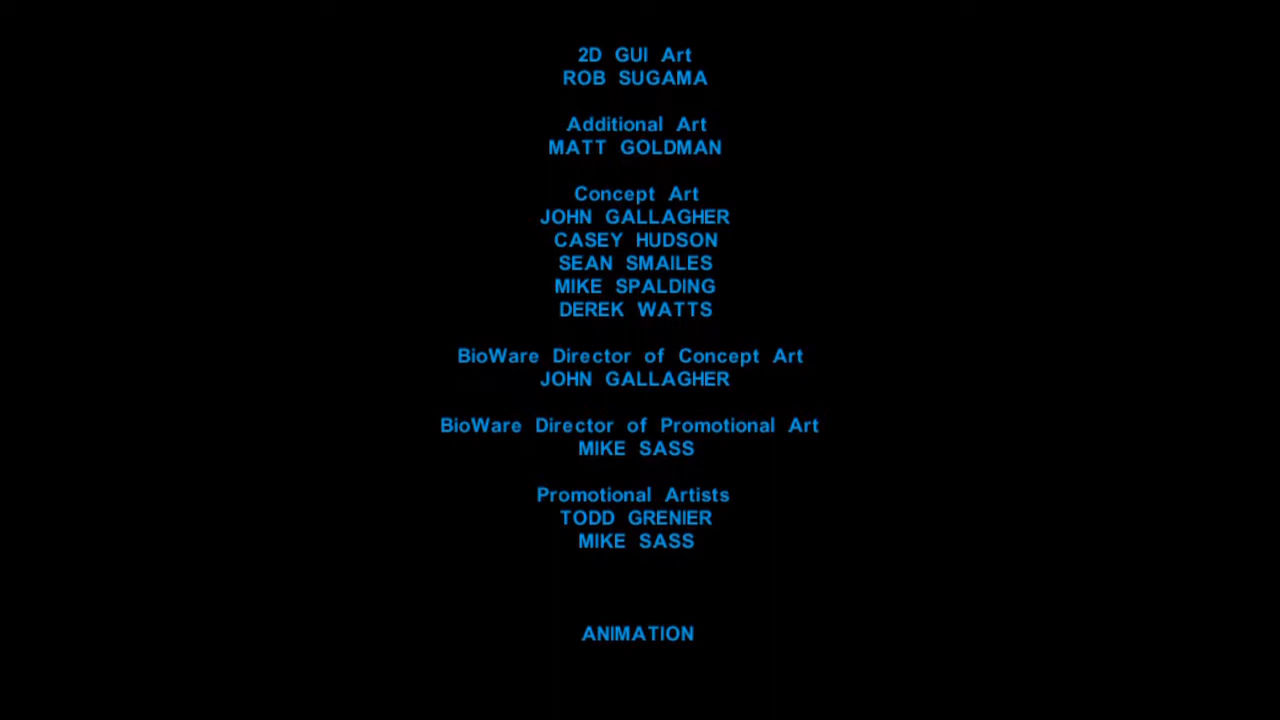 2D GUI Art
ROB SUGAMA
Additional Art
MATT GOLDMAN
Concept Art
JOHN GALLAGHER
CASEY HUDSON
SEAN SMAILES
MIKE SPALDING
DEREK WATTS
BioWare Director of Concept Art
JOHN GALLAGHER
BioWare Director of Promotional Art
MIKE SASS
Promotional Artists
TODD GRENIER
MIKE SASS
ANIMATION